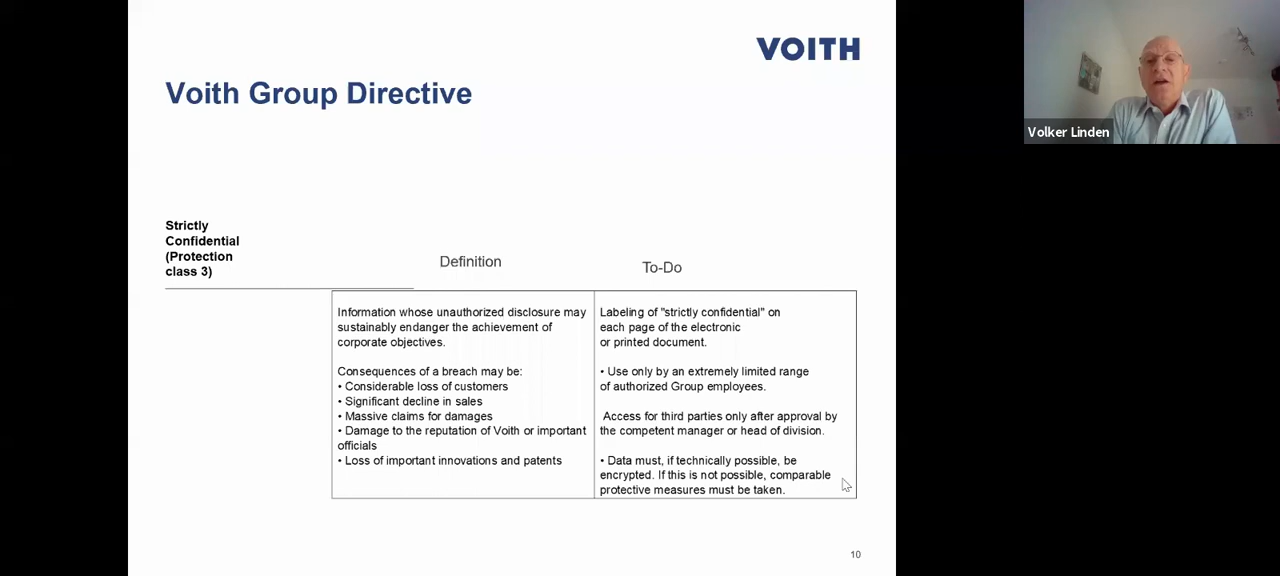 VOITH
Voith Group Directive
Volker Linden
Strictly
Confidential
(Protection
class 3)
Definition
To-Do
Information whose unauthorized disclosure may
sustainably endanger the achievement of
corporate objectives.
Consequences of a breach may be:
• Considerable loss of customers
• Significant decline in sales
• Massive claims for damages
• Damage to the reputation of Voith or important
officials
• Loss of important innovations and patents
Labeling of "strictly confidential" on
each page of the electronic
or printed document.
• Use only by an extremely limited range
of authorized Group employees.
Access for third parties only after approval by
the competent manager or head of division.
• Data must, if technically possible, be
encrypted. If this is not possible, comparable
protective measures must be taken.
10